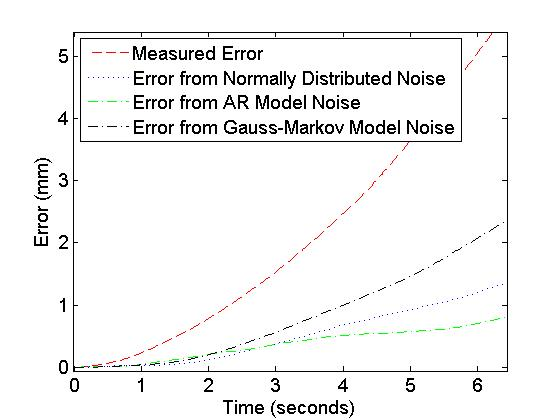 5
4
3
2
1
0
Error (mm)
Measured Error
Error from Normally Distributed Noise
Error from AR Model Noise
Error from Gauss-Markov Model Noise
0 1 2 3 4 5 6
Time (seconds)